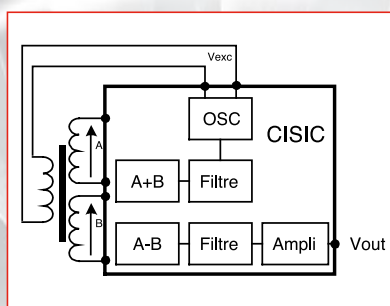 Vexc
OSC
CISIC
A
A+B
Filtre
B
A-B
Filtre
Ampli
Vout